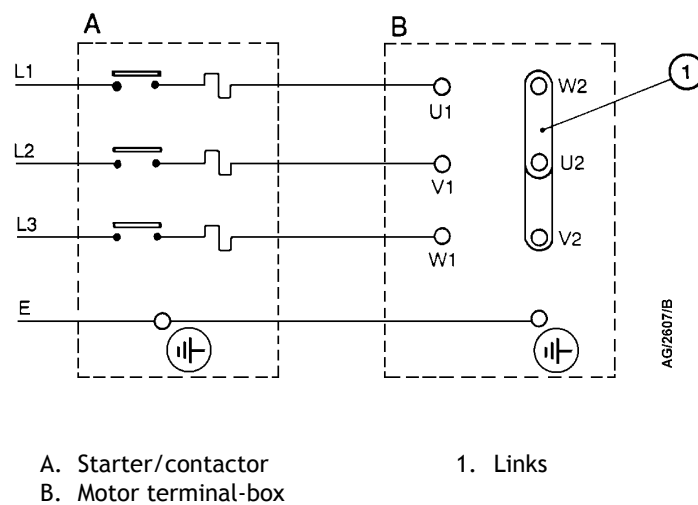 A
B
L1
W2
1
U1
L2
U2
V1
L3
V2
W1
E
AG/2607/B
A. Starter/contactor
1. Links
B. Motor terminal-box